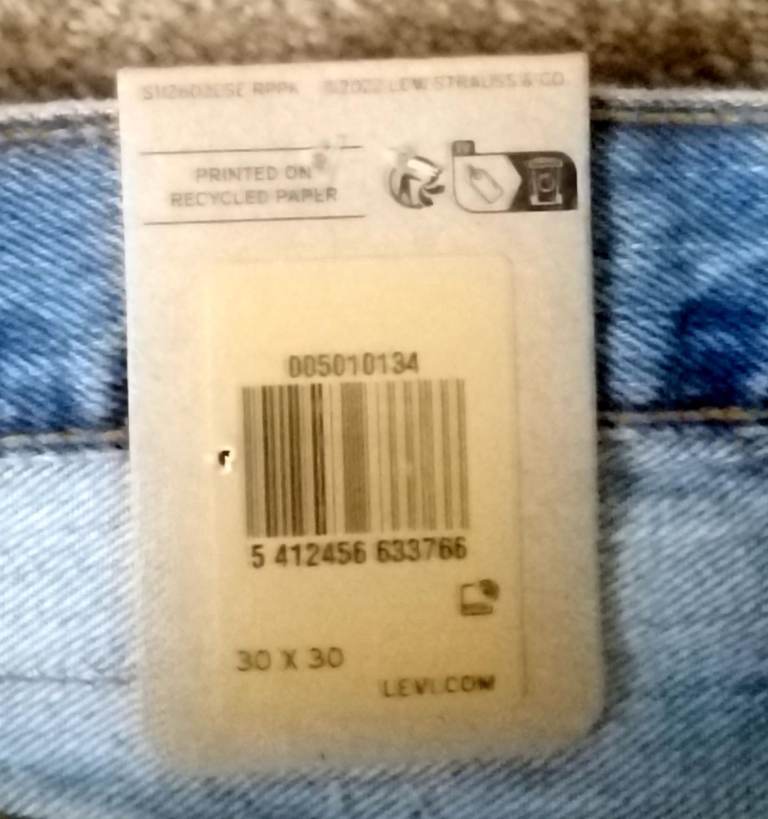 ©2022 LEVI STRAUSS & CO.
PRINTED ON
RECYCLED PAPER
005010134
5 412456 633766
30 X 30
LEVI.COM